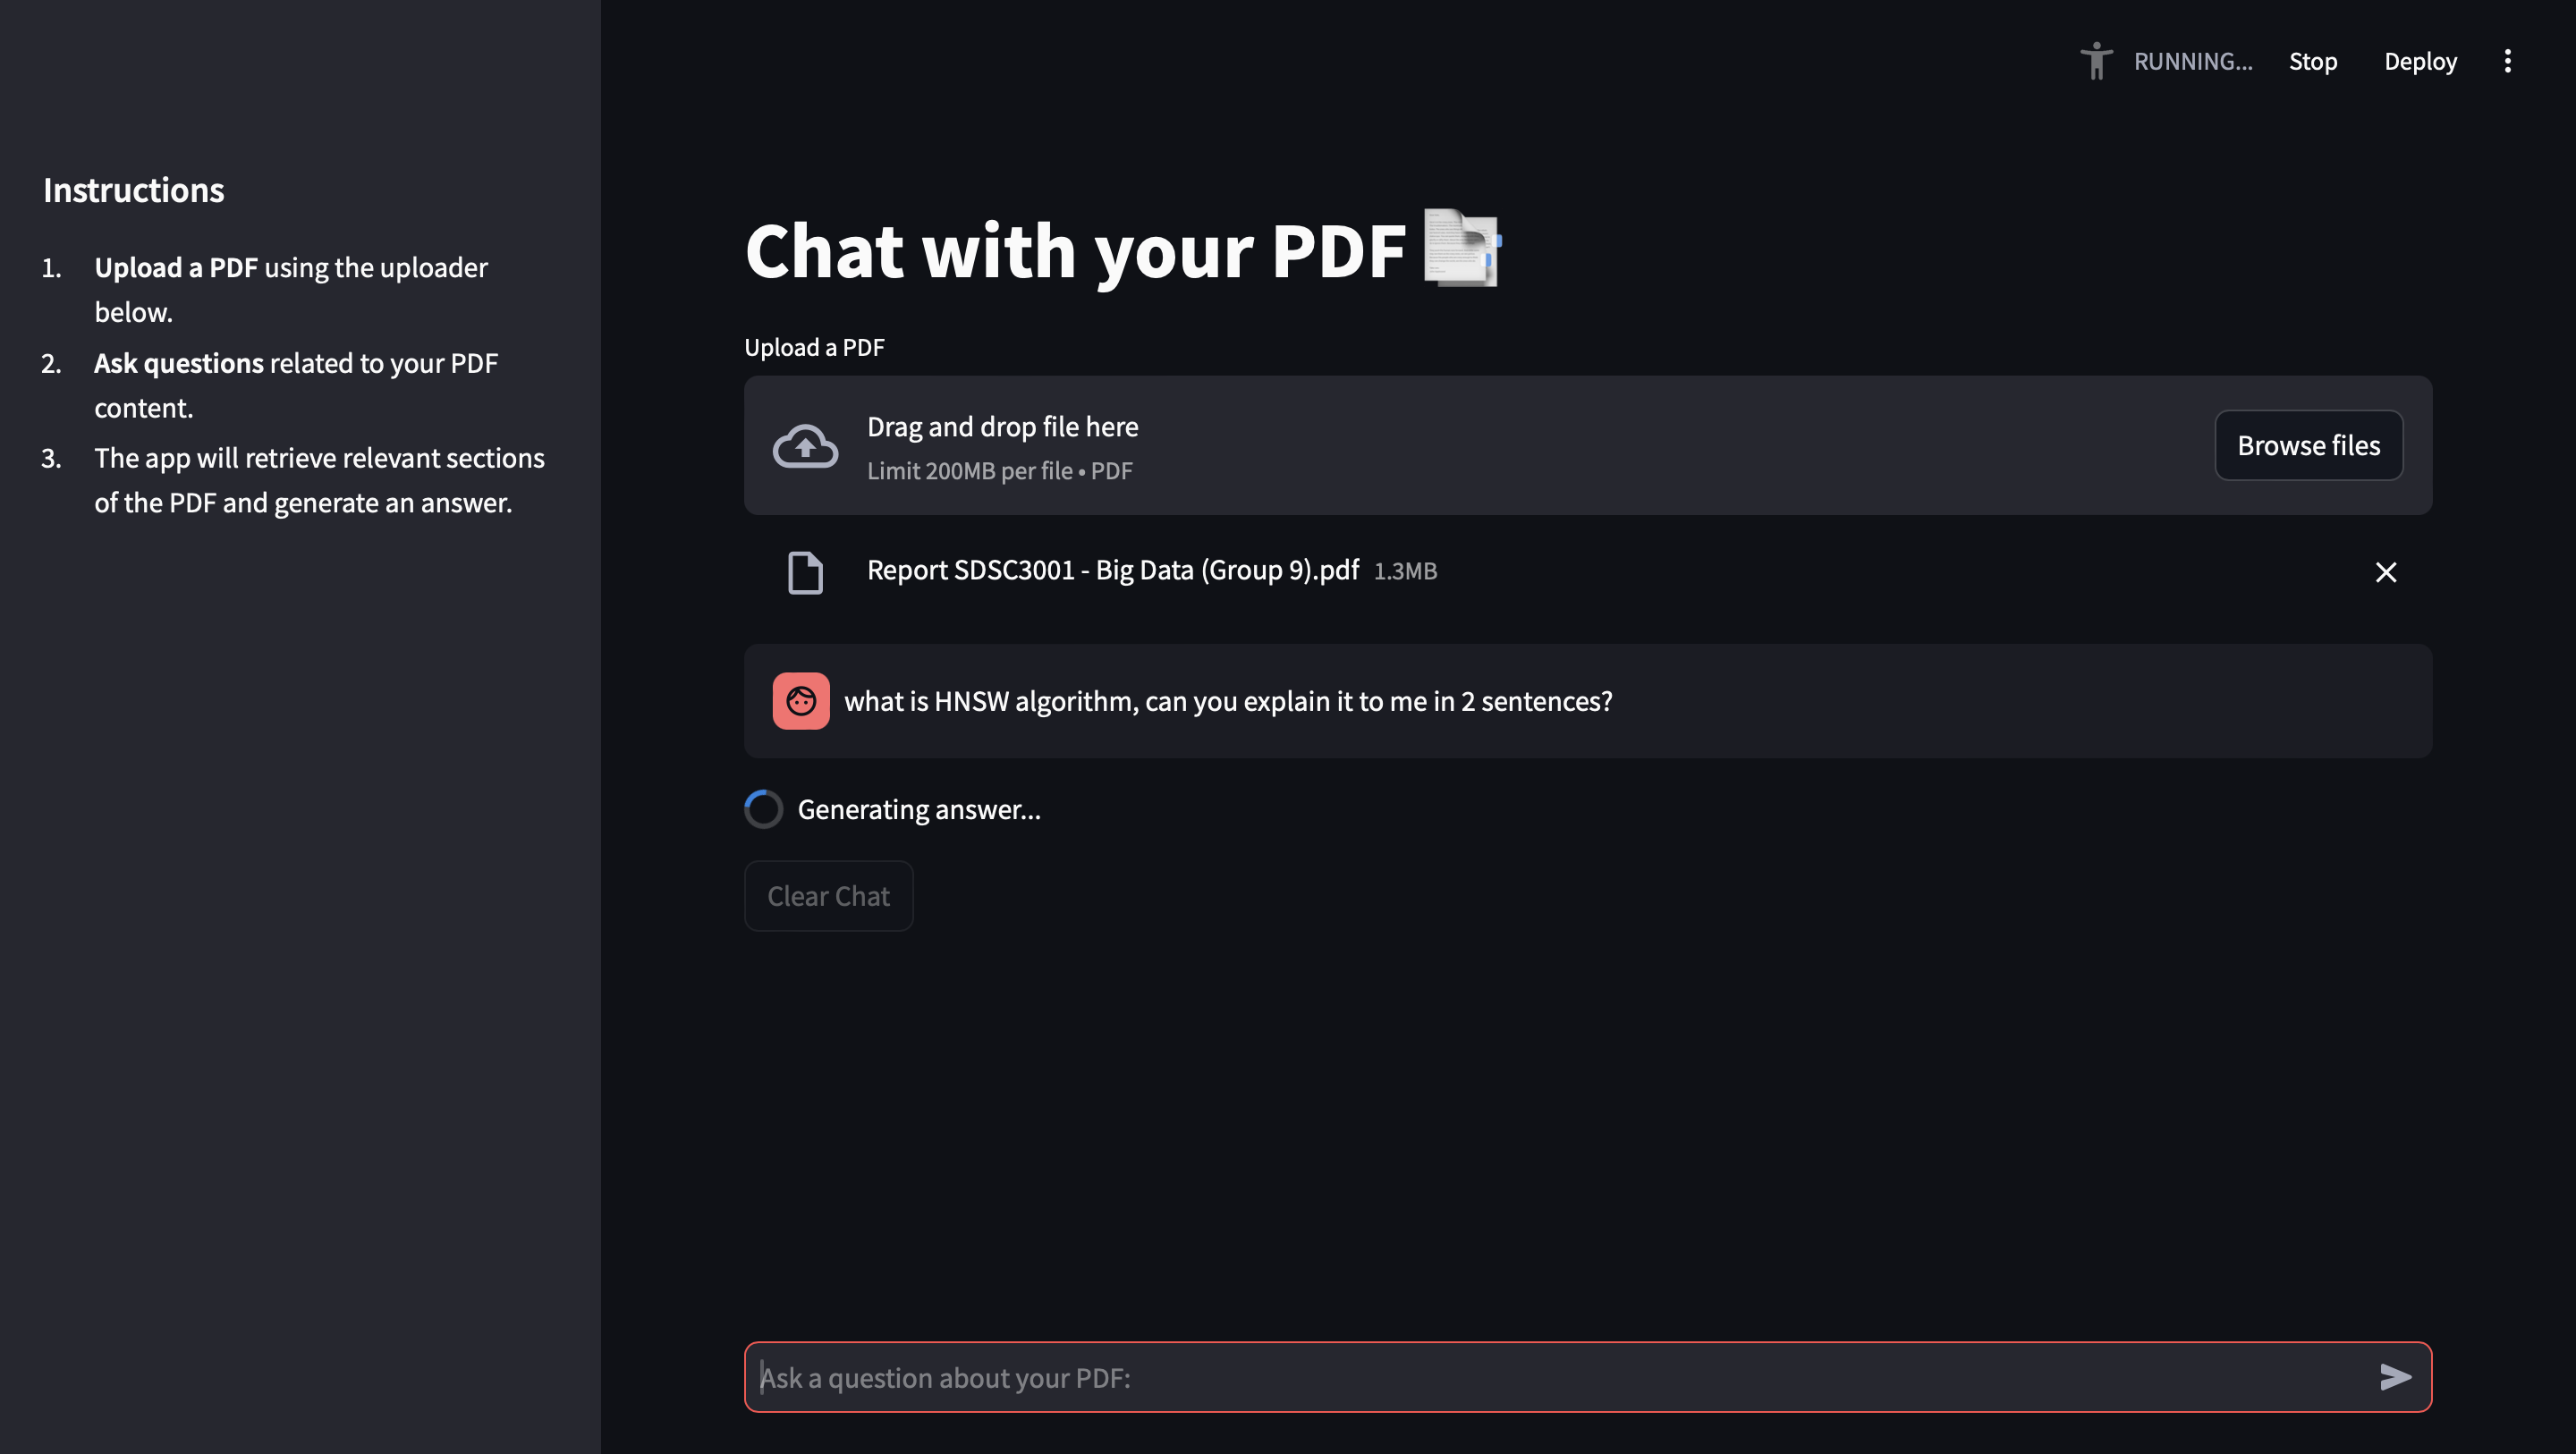 RUNNING...
Stop
Deploy
Instructions
1. Upload a PDF using the uploader
below.
2. Ask questions related to your PDF
content.
3. The app will retrieve relevant sections
of the PDF and generate an answer.
Chat with your PDF
Upload a PDF
Drag and drop file here
Limit 200MB per file • PDF
Browse files
Report SDSC3001 - Big Data (Group 9).pdf 1.3MB
what is HNSW algorithm, can you explain it to me in 2 sentences?
Generating answer...
Clear Chat
Ask a question about your PDF: